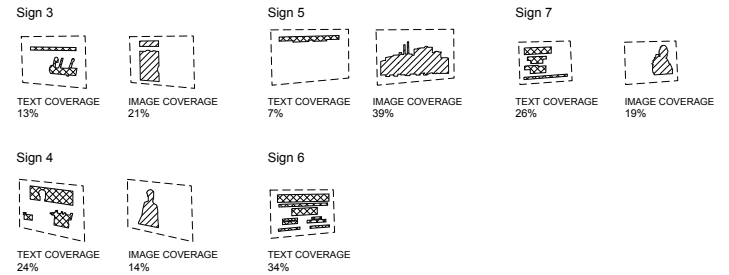 Sign 3
TEXT COVERAGE
13%
IMAGE COVERAGE
21%
Sign 5
TEXT COVERAGE
7%
IMAGE COVERAGE
39%
Sign 7
TEXT COVERAGE
26%
IMAGE COVERAGE
19%
Sign 4
TEXT COVERAGE
24%
IMAGE COVERAGE
14%
Sign 6
TEXT COVERAGE
34%